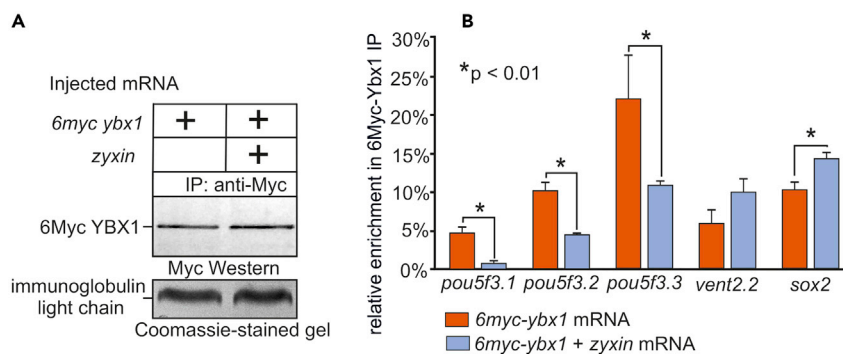 A
Injected mRNA
6myc ybx1 + +
zyxin +
IP: anti-Myc
6Myc YBX1
Myc Western
immunoglobulin
light chain
Coomassie-stained gel
B
relative enrichment in 6Myc-Ybx1 IP
30%
25%
20%
15%
10%
5%
0%
*p < 0.01
*
*
*
*
pou5f3.1 pou5f3.2 pou5f3.3 vent2.2 sox2
6myc-ybx1 mRNA
6myc-ybx1 + zyxin mRNA